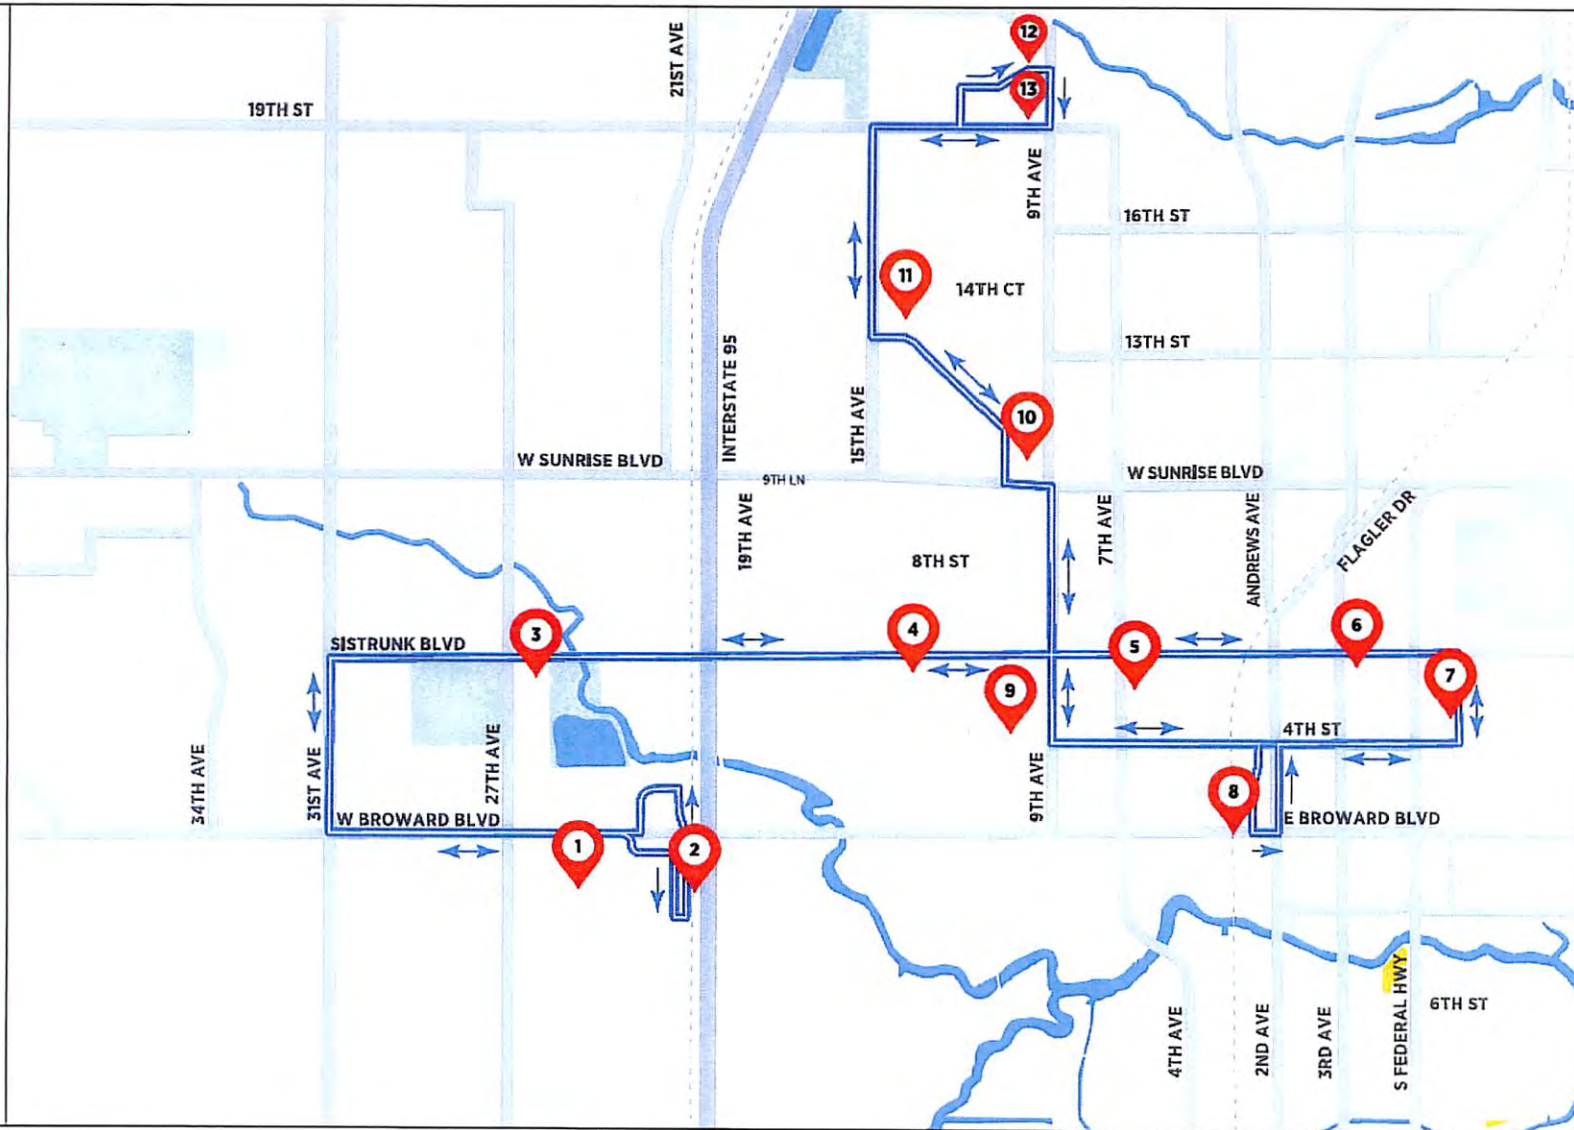 12
21ST AVE
13
19TH ST
9TH AVE
16TH ST
11
14TH CT
13TH ST
INTERSTATE 95
15TH AVE
10
W SUNRISE BLVD
9TH LN
W SUNRISE BLVD
19TH AVE
7TH AVE
ANDREWS AVE
FLAGLER DR
8TH ST
SISTRUNK BLVD
3
4
5
6
7
9
34TH AVE
31ST AVE
27TH AVE
9TH AVE
4TH ST
8
W BROWARD BLVD
E BROWARD BLVD
1
2
4TH AVE
2ND AVE
3RD AVE
S FEDERAL HWY
6TH ST